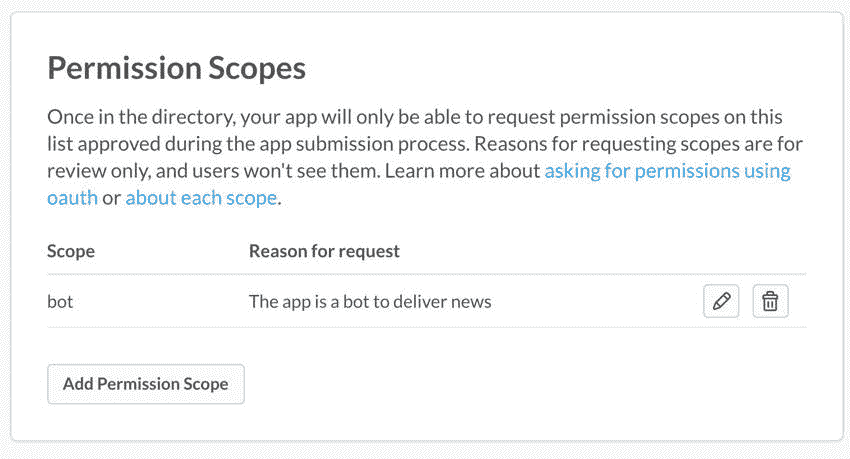 Permission Scopes
Once in the directory, your app will only be able to request permission scopes on this
list approved during the app submission process. Reasons for requesting scopes are for
review only, and users won't see them. Learn more about asking for permissions using
oauth or about each scope.
Scope Reason for request
bot The app is a bot to deliver news
Add Permission Scope